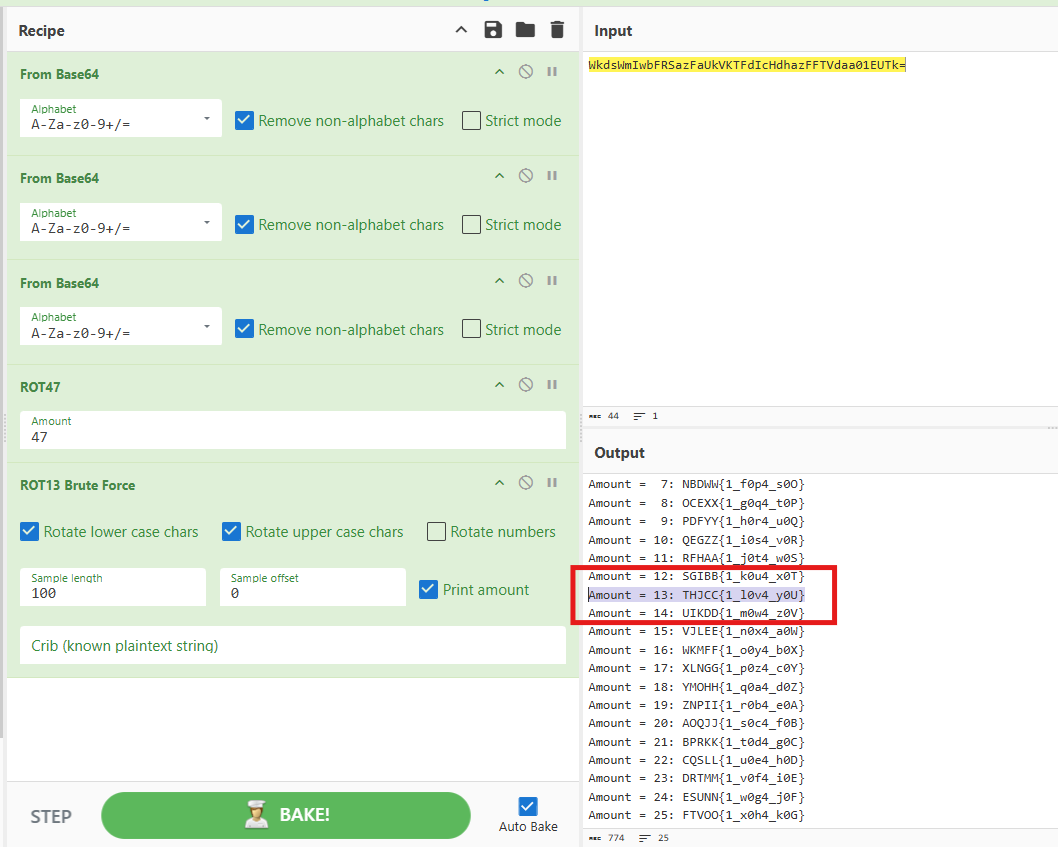 Recipe
From Base64
Alphabet
A-Za-z0-9+/=
Remove non-alphabet chars
Strict mode
From Base64
Alphabet
A-Za-z0-9+/=
Remove non-alphabet chars
Strict mode
From Base64
Alphabet
A-Za-z0-9+/=
Remove non-alphabet chars
Strict mode
ROT47
Amount
47
ROT13 Brute Force
Rotate lower case chars
Rotate upper case chars
Rotate numbers
Sample length
100
Sample offset
0
Print amount
Crib (known plaintext string)
STEP
BAKE!
Auto Bake
Input
WkdsWmIwbFRSazFaUkVKTFdIcHdhazFFTVdaa01EUTk=
REC 44 1
Output
Amount =  7: NBDWW{1_f0p4_s0O}
Amount =  8: OCEXX{1_g0q4_t0P}
Amount =  9: PDFYY{1_h0r4_u0Q}
Amount = 10: QEGZZ{1_i0s4_v0R}
Amount = 11: RFHAA{1_j0t4_w0S}
Amount = 12: SGIBB{1_k0u4_x0T}
Amount = 13: THJCC{1_l0v4_y0U}
Amount = 14: UIKDD{1_m0w4_z0V}
Amount = 15: VJLEE{1_n0x4_a0W}
Amount = 16: WKMFF{1_o0y4_b0X}
Amount = 17: XLNGG{1_p0z4_c0Y}
Amount = 18: YMOHH{1_q0a4_d0Z}
Amount = 19: ZNPII{1_r0b4_e0A}
Amount = 20: AOQJJ{1_s0c4_f0B}
Amount = 21: BPRKK{1_t0d4_g0C}
Amount = 22: CQSLL{1_u0e4_h0D}
Amount = 23: DRTMM{1_v0f4_i0E}
Amount = 24: ESUNN{1_w0g4_j0F}
Amount = 25: FTVOO{1_x0h4_k0G}
REC 774 25